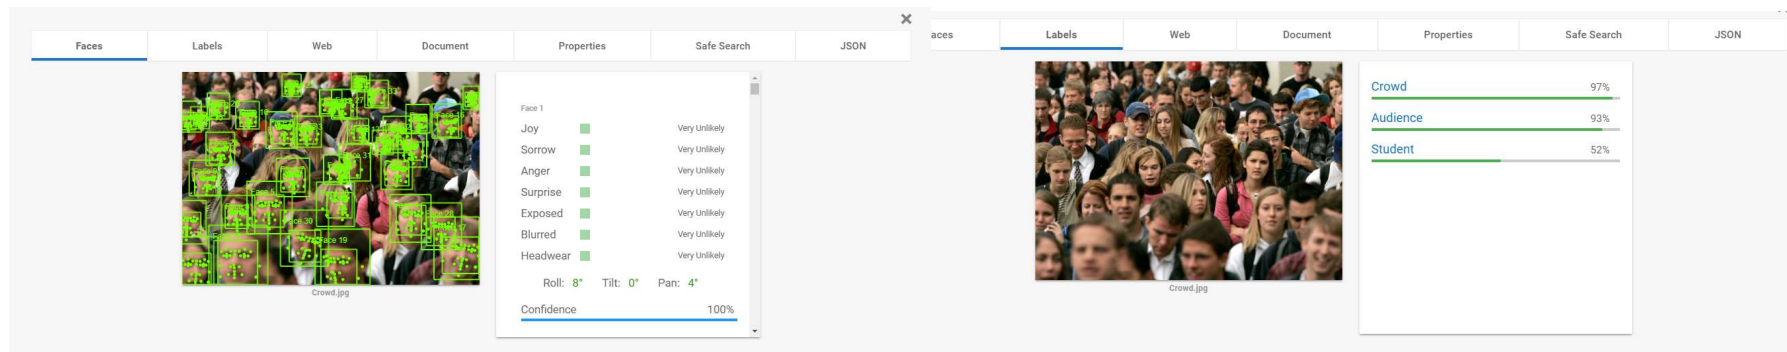 Faces Labels Web Document Properties Safe Search JSON
Face 1
Joy Very Unlikely
Sorrow Very Unlikely
Anger Very Unlikely
Surprise Very Unlikely
Exposed Very Unlikely
Blurred Very Unlikely
Headwear Very Unlikely
Roll: 8° Tilt: 0° Pan: 4°
Confidence 100%
Crowd.jpg
Face 19
aces Labels Web Document Properties Safe Search JSON
Crowd 97%
Audience 93%
Student 52%
Crowd.jpg